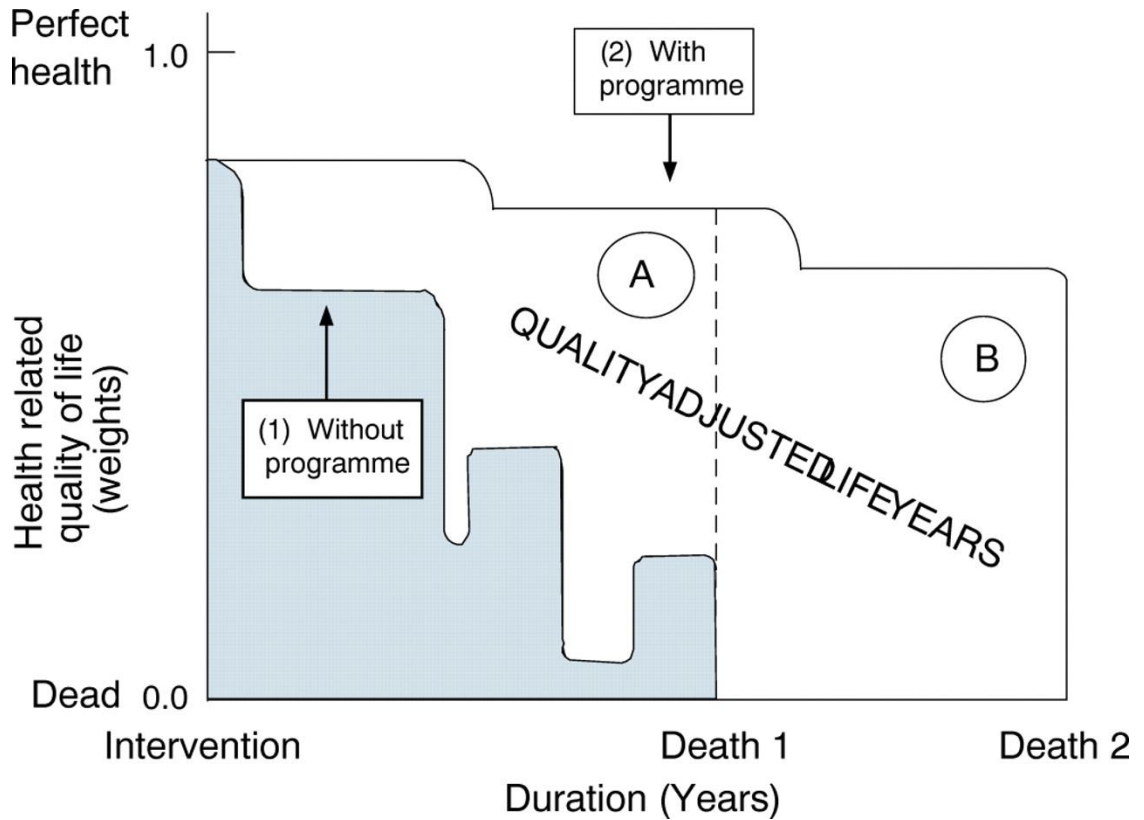 Perfect
health
1.0
(2) With
programme
A
B
QUALITYADJUSTEDLIFEYEARS
(1) Without
programme
Health related
quality of life
(weights)
Dead 0.0
Intervention
Death 1
Death 2
Duration (Years)